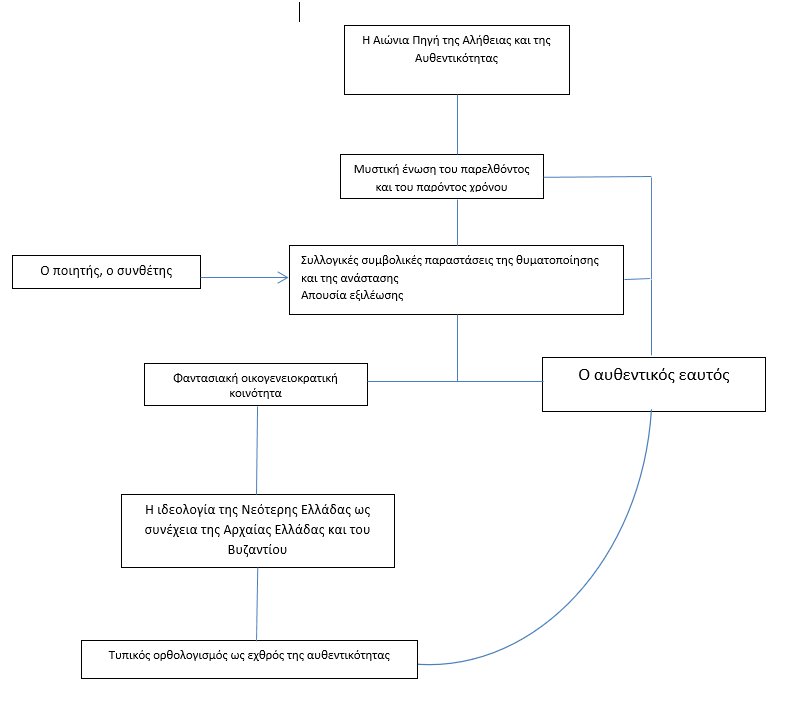 Η Αιώνια Πηγή της Αλήθειας και της
Αυθεντικότητας
Μυστική ένωση του παρελθόντος
και του παρόντος χρόνου
Ο ποιητής, ο συνθέτης
Συλλογικές συμβολικές παραστάσεις της θυματοποίησης
και της ανάστασης
Απουσία εξιλέωσης
Φαντασιακή οικογενειοκρατική
κοινότητα
Ο αυθεντικός εαυτός
Η ιδεολογία της Νεότερης Ελλάδας ως
συνέχεια της Αρχαίας Ελλάδας και του
Βυζαντίου
Τυπικός ορθολογισμός ως εχθρός της αυθεντικότητας